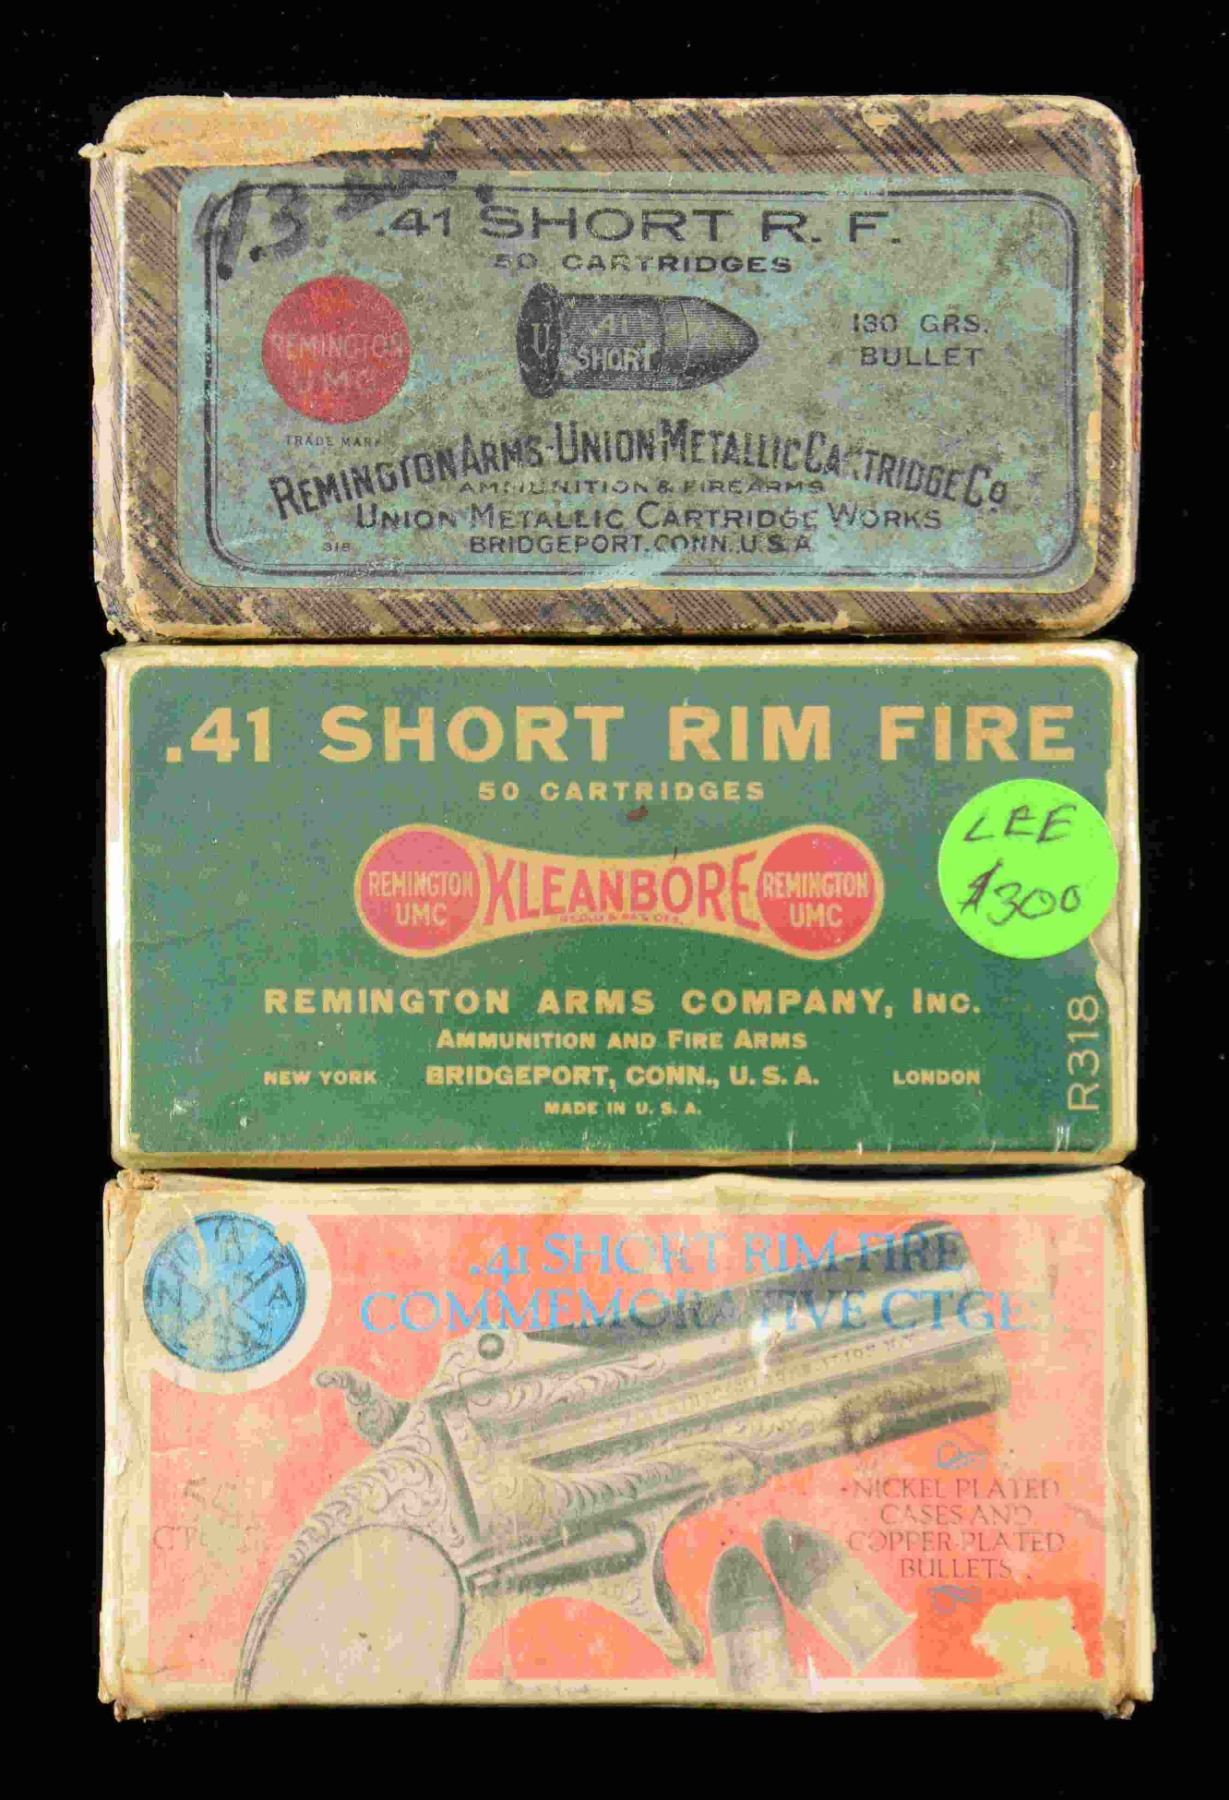 .41 SHORT R. F.
50 CARTRIDGES
REMINGTON
UMC
TRADE MARK
U
.41
SHORT
130 GRS.
BULLET
REMINGTON ARMS-UNION METALLIC CARTRIDGE Co
AMMUNITION & FIREARMS
UNION METALLIC CARTRIDGE WORKS
318
BRIDGEPORT, CONN., U.S.A.
.41 SHORT RIM FIRE
50 CARTRIDGES
REMINGTON
UMC
KLEANBORE
REMINGTON
UMC
LEE
$300
REMINGTON ARMS COMPANY, INC.
AMMUNITION AND FIRE ARMS
NEW YORK BRIDGEPORT, CONN., U. S. A. LONDON
MADE IN U. S. A.
R318
NAVY
.41 SHORT RIM-FIRE
COMMEMORATIVE CTGES
NICKEL PLATED
CASES AND
COPPER-PLATED
BULLETS